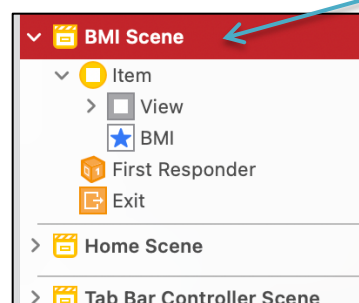 BMI Scene
Item
View
BMI
First Responder
Exit
Home Scene
Tab Bar Controller Scene